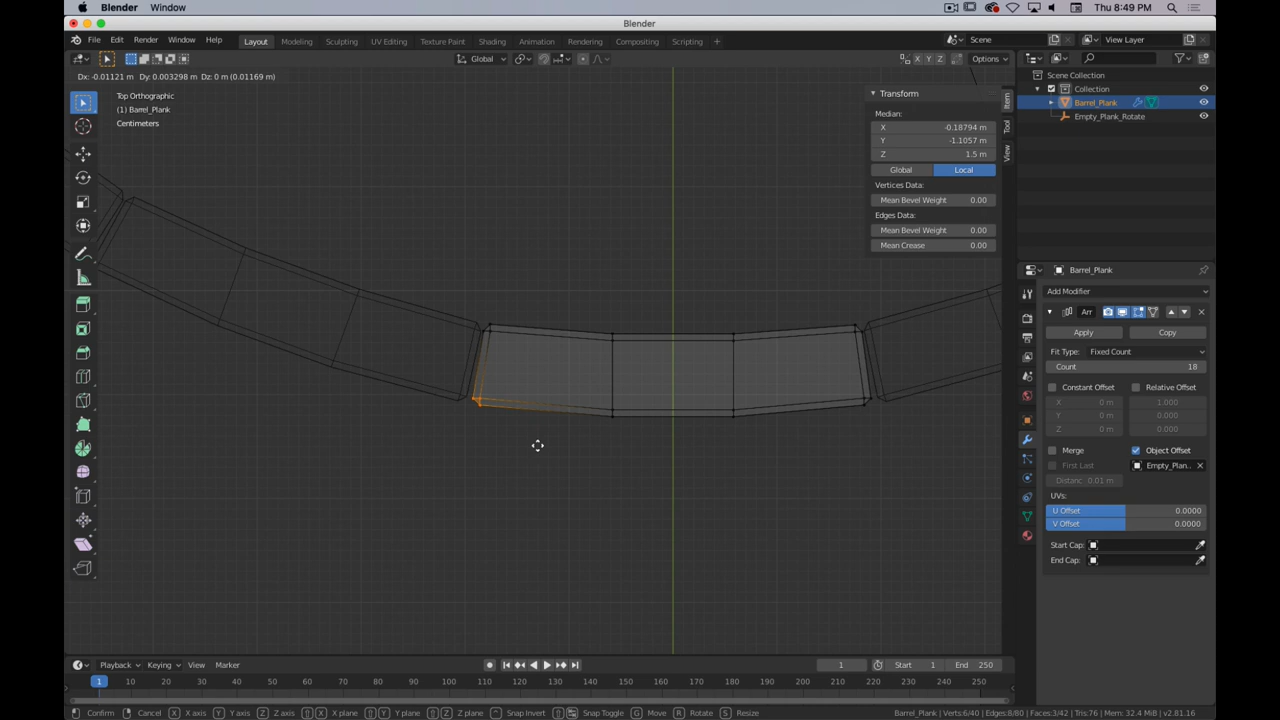 Blender Window Thu 8:49 PM
Blender
File Edit Render Window Help Layout Modeling Sculpting UV Editing Texture Paint Shading Animation Rendering Compositing Scripting + Scene View Layer
Global X Y Z Options
Dx: -0.01121 m Dy: 0.003298 m Dz: 0 m (0.01169 m)
Top Orthographic
(1) Barrel_Plank
Centimeters
Transform
Median:
X -0.18794 m
Y -1.1057 m
Z 1.5 m
Global Local
Vertices Data:
Mean Bevel Weight 0.00
Edges Data:
Mean Bevel Weight 0.00
Mean Crease 0.00
Item
Tool
View
Scene Collection
Collection
Barrel_Plank
Empty_Plank_Rotate
Barrel_Plank
Add Modifier
Arr
Apply Copy
Fit Type: Fixed Count
Count 18
Constant Offset Relative Offset
X 0 m 1.000
Y 0 m 0.000
Z 0 m 0.000
Merge Object Offset
First Last Empty_Plan..
Distanc 0.01 m
UVs:
U Offset 0.0000
V Offset 0.0000
Start Cap:
End Cap:
Playback Keying View Marker 1 Start 1 End 250
1 10 20 30 40 50 60 70 80 90 100 110 120 130 140 150 160 170 180 190 200 210 220 230 240 250
Confirm Cancel X X axis Y Y axis Z Z axis X X plane Y Y plane Z Z plane Snap Invert Snap Toggle G Move R Rotate S Resize Barrel_Plank | Verts:6/40 | Edges:8/80 | Faces:3/42 | Tris:76 | Mem: 32.4 MiB | v2.81.16